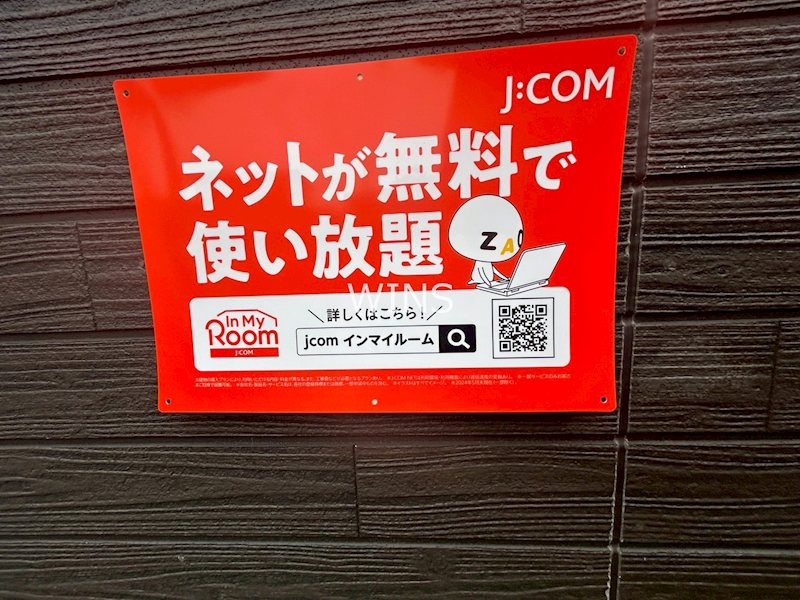 J:COM
ネットが無料で
使い放題
ZA
WINS
詳しくはこちら!
In My
Room
J:COM
jcom インマイルーム